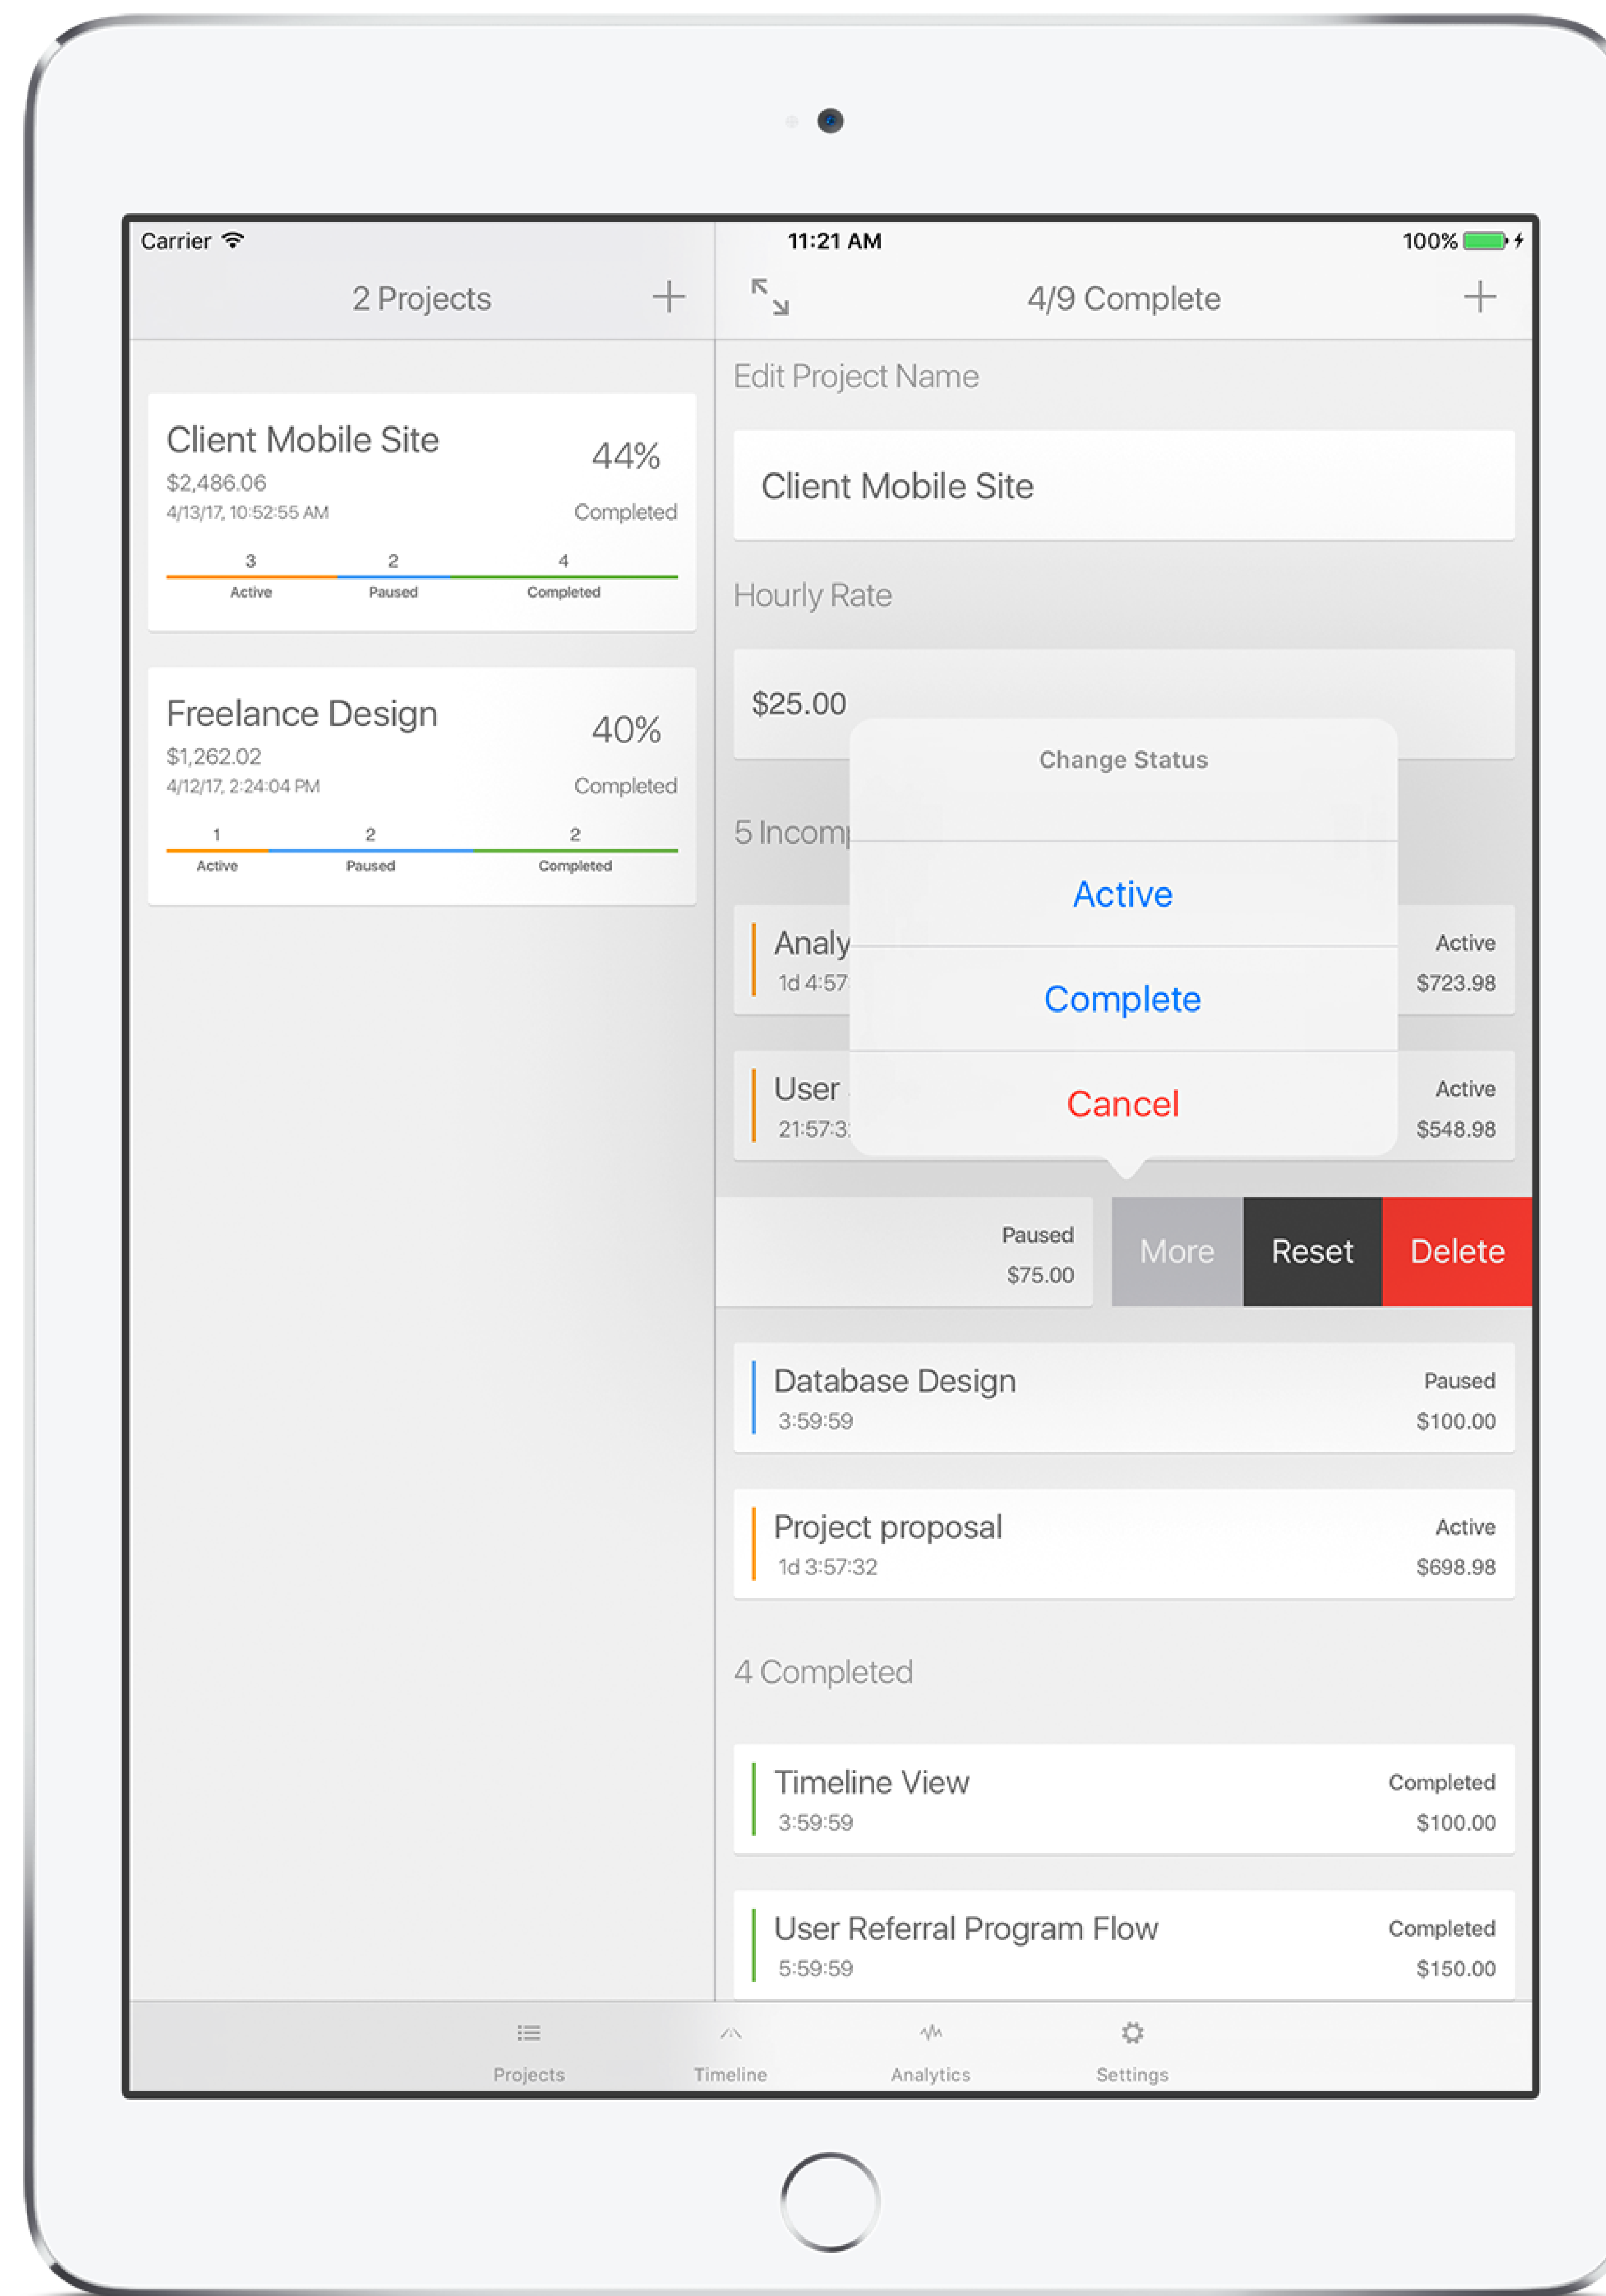 Carrier
11:21 AM
100%
2 Projects
Client Mobile Site
44%
$2,486.06
4/13/17, 10:52:55 AM
Completed
3
2
4
Active
Paused
Completed
Freelance Design
40%
$1,262.02
4/12/17, 2:24:04 PM
Completed
1
2
2
Active
Paused
Completed
4/9 Complete
Edit Project Name
Client Mobile Site
Hourly Rate
$25.00
Change Status
Active
Complete
Cancel
5
Active
1d
$723.98
User
Active
$548.98
Paused
$75.00
More
Reset
Delete
Database Design
Paused
3:59:59
$100.00
Project proposal
Active
1d 3:57:32
$698.98
4 Completed
Timeline View
Completed
3:59:59
$100.00
User Referral Program Flow
Completed
5:59:59
$150.00
Projects
Timeline
Analytics
Settings